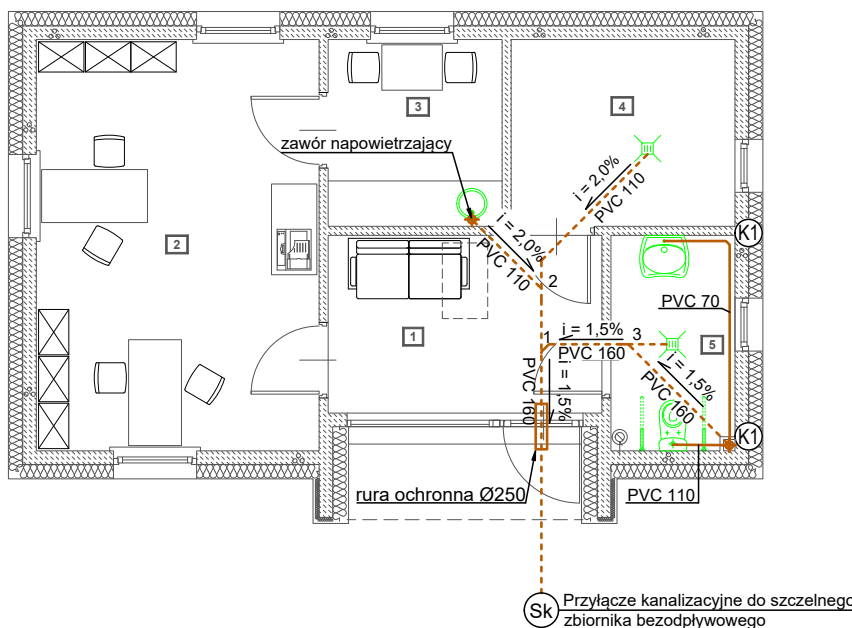 3
4
zawór napowietrzający
i = 2,0%
PVC 110
i = 2,0%
PVC 110
K1
2
2
PVC 70
1
1
i = 1,5%
3
PVC 160
5
PVC 160
i = 1,5%
i = 1,5%
PVC 160
K1
rura ochronna Ø250
PVC 110
Sk
Przyłącze kanalizacyjne do szczelnego
zbiornika bezodpływowego